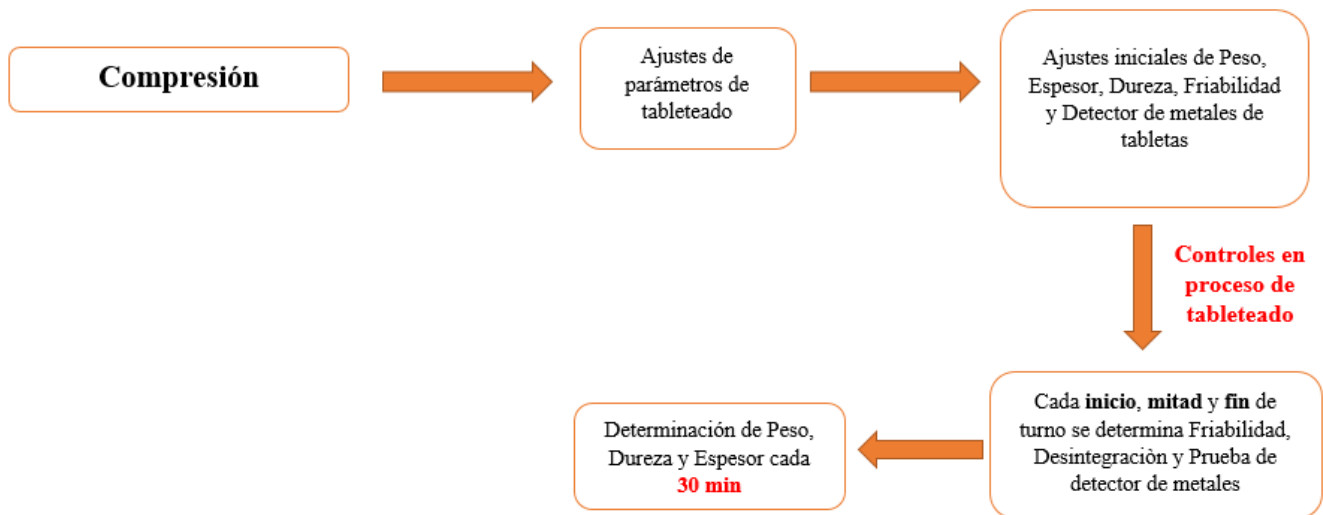 Compresión
Ajustes de
parámetros de
tableteado
Ajustes iniciales de Peso,
Espesor, Dureza, Friabilidad
y Detector de metales de
tabletas
Controles en
proceso de
tableteado
Cada inicio, mitad y fin de
turno se determina Friabilidad,
Desintegraciòn y Prueba de
detector de metales
Determinación de Peso,
Dureza y Espesor cada
30 min